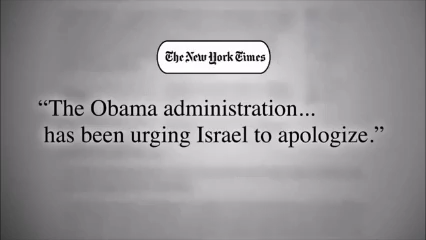 The New York Times
“The Obama administration...
has been urging Israel to apologize.”